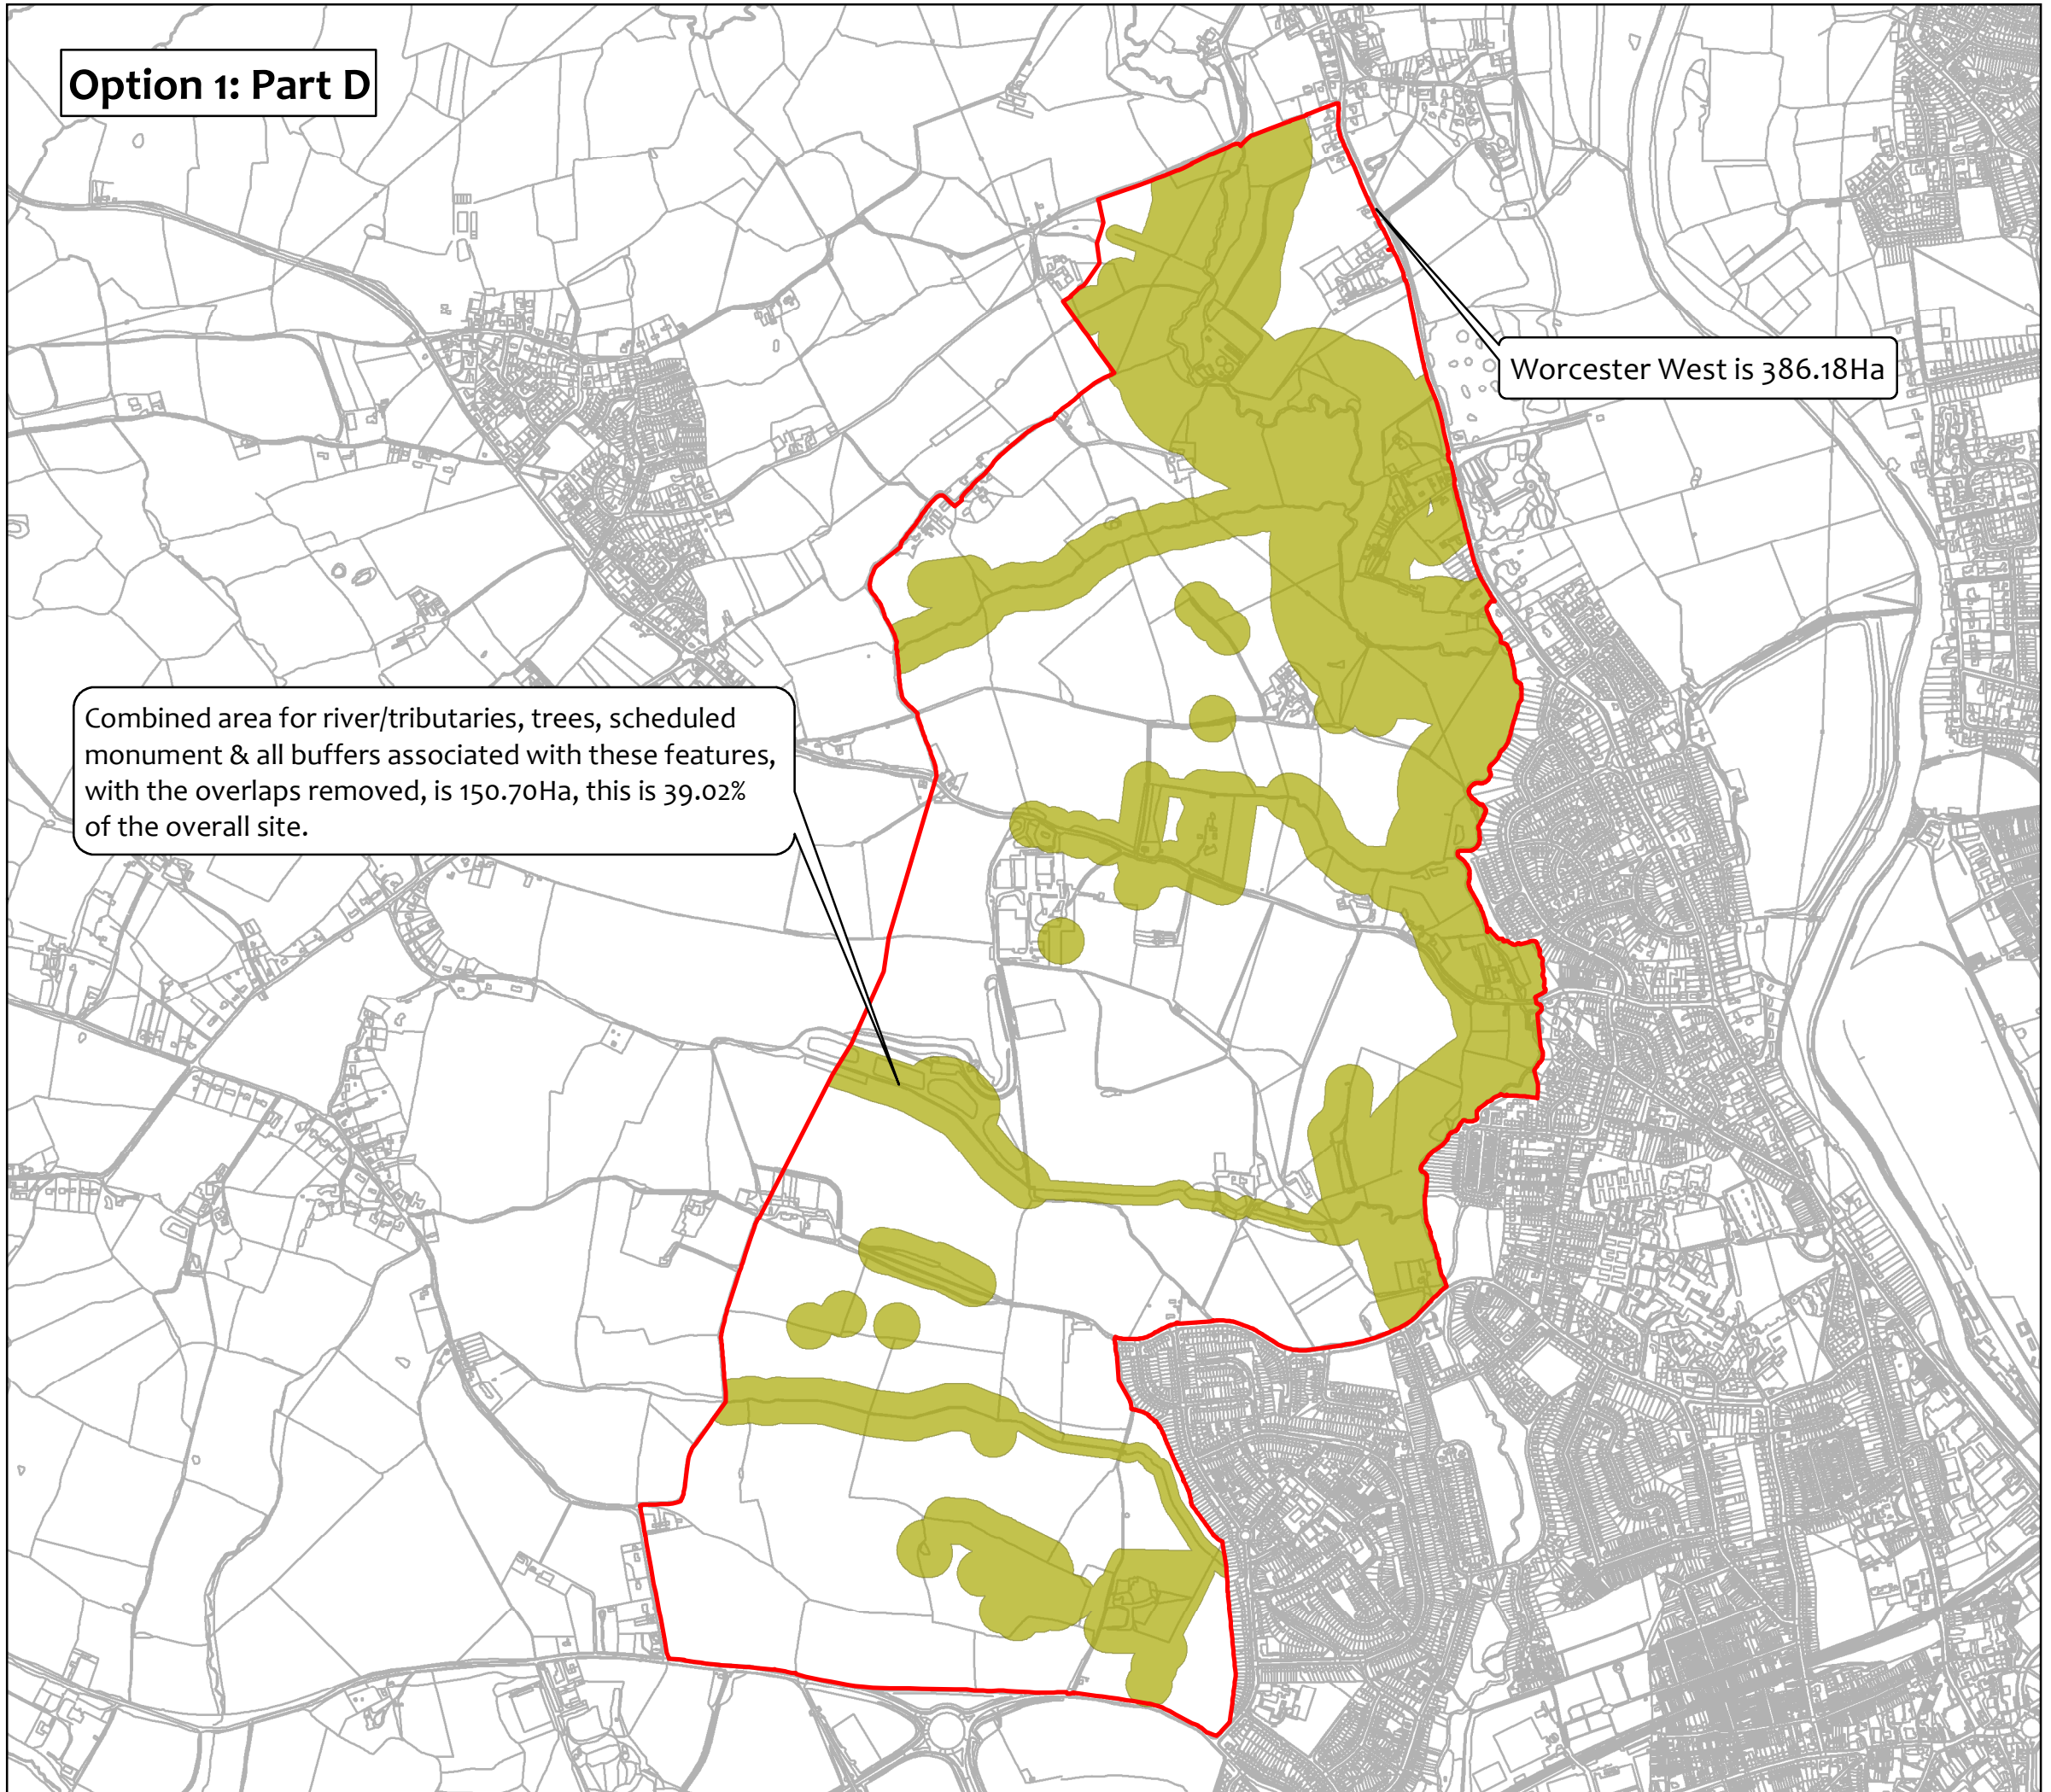 Option 1: Part D
Worcester West is 386.18Ha
Combined area for river/tributaries, trees, scheduled
monument & all buffers associated with these features,
with the overlaps removed, is 150.70Ha, this is 39.02%
of the overall site.